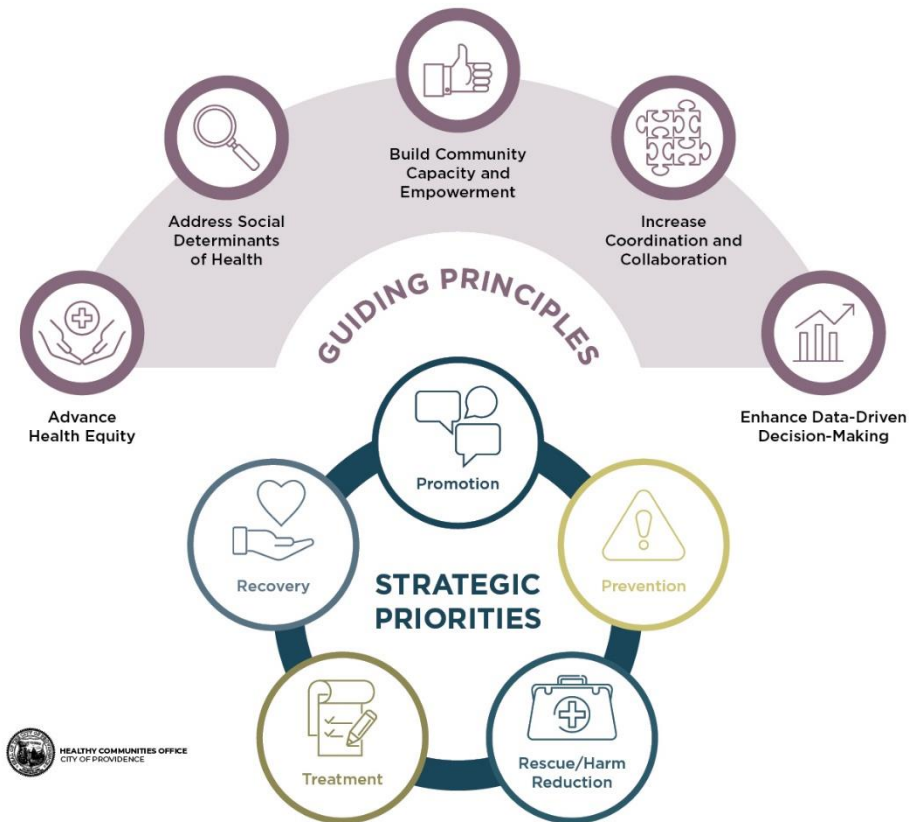 Build Community
Capacity and
Empowerment
Address Social
Determinants
of Health
Increase
Coordination and
Collaboration
GUIDING PRINCIPLES
Advance
Health Equity
Enhance Data-Driven
Decision-Making
Promotion
Recovery
Prevention
STRATEGIC
PRIORITIES
Treatment
Rescue/Harm
Reduction
HEALTHY COMMUNITIES OFFICE
CITY OF PROVIDENCE